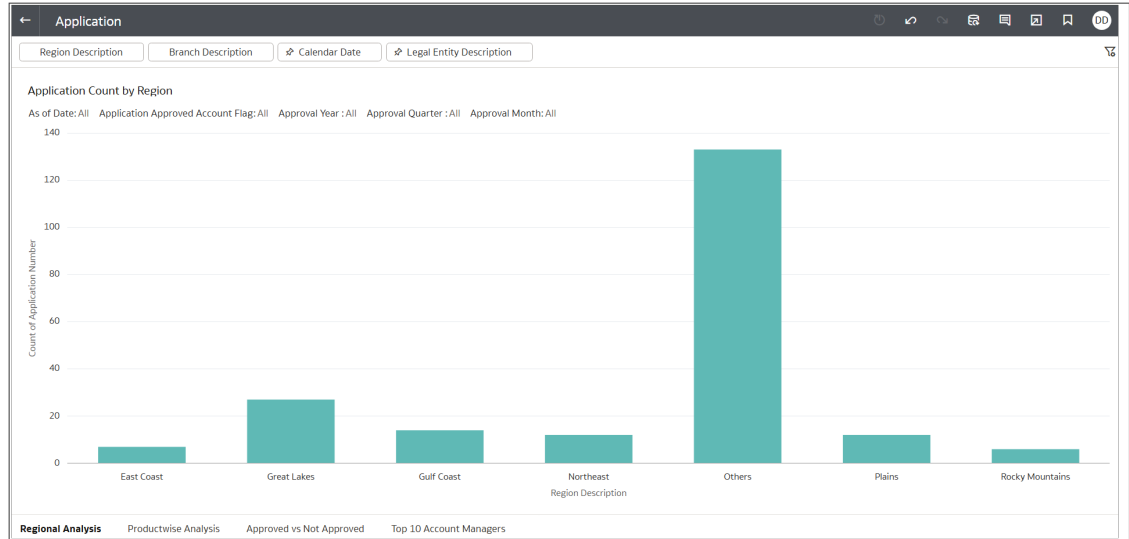 Application
DD
Region Description Branch Description Calendar Date Legal Entity Description
Application Count by Region
As of Date: All Application Approved Account Flag: All Approval Year : All Approval Quarter : All Approval Month: All
140
120
100
80
60
40
20
0
Count of Application Number
East Coast Great Lakes Gulf Coast Northeast Others Plains Rocky Mountains
Region Description
Regional Analysis Productwise Analysis Approved vs Not Approved Top 10 Account Managers